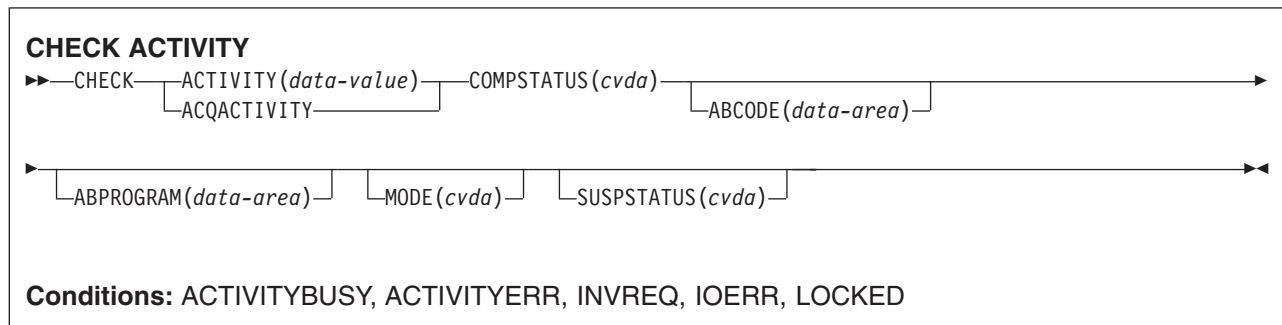 CHECK ACTIVITY
CHECK ACTIVITY(data-value) COMPSTATUS(cvda)
ACQACTIVITY ABCODE(data-area)
ABPROGRAM(data-area) MODE(cvda) SUSPSTATUS(cvda)
Conditions: ACTIVITYBUSY, ACTIVITYERR, INVREQ, IOERR, LOCKED